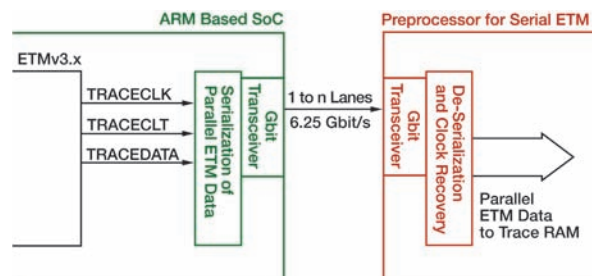 ARM Based SoC
Preprocessor for Serial ETM
ETMv3.x
TRACECLK
TRACECLT
TRACEDATA
Serialization of
Parallel ETM Data
Gbit
Transceiver
1 to n Lanes
6.25 Gbit/s
Gbit
Transceiver
De-Serialization
and Clock Recovery
Parallel
ETM Data
to Trace RAM